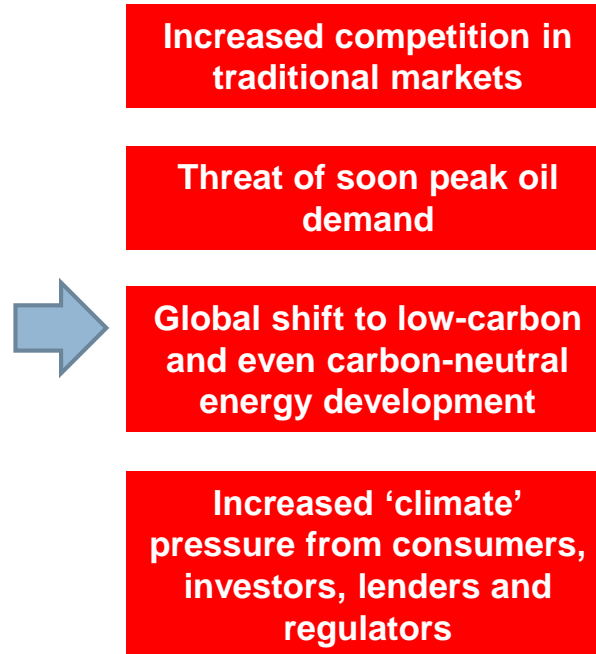 Increased competition in
traditional markets
Threat of soon peak oil
demand
Global shift to low-carbon
and even carbon-neutral
energy development
Increased ‘climate’
pressure from consumers,
investors, lenders and
regulators